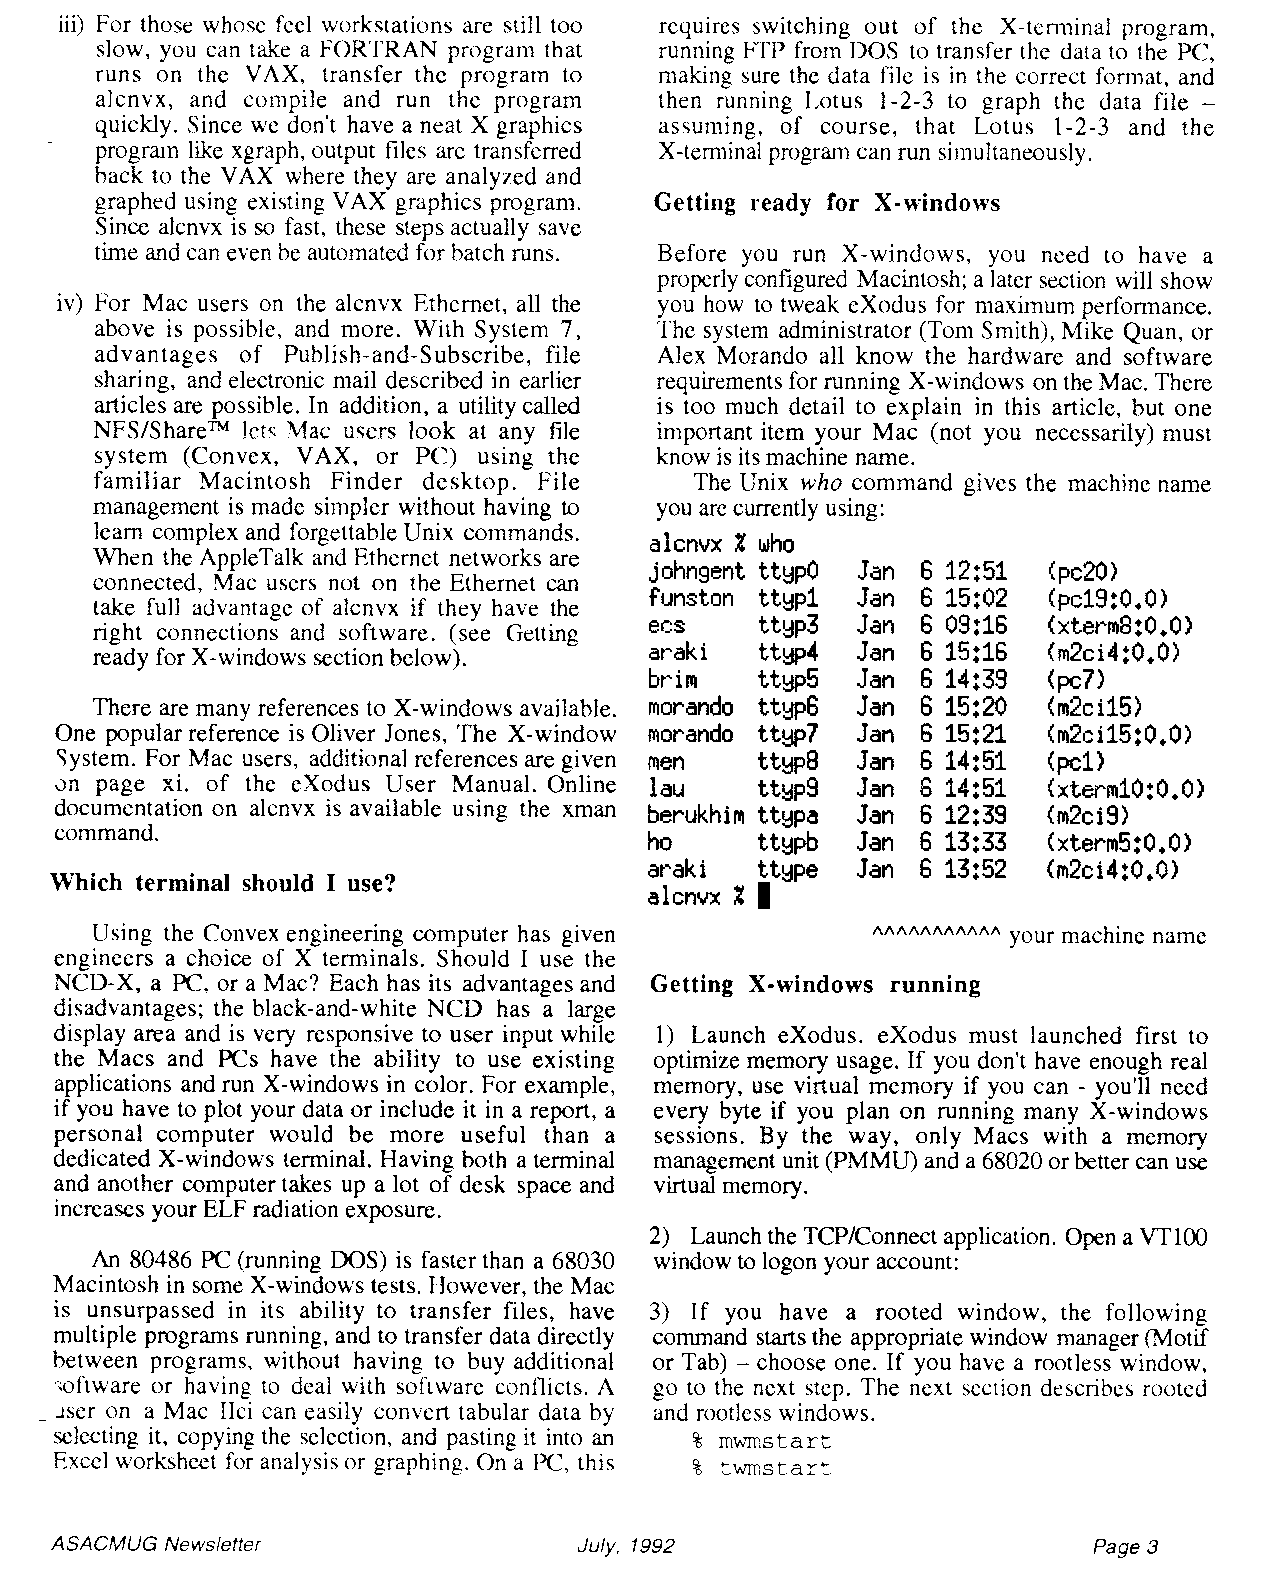 iii) For those whose feel workstations are still too
slow, you can take a FORTRAN program that
runs on the VAX, transfer the program to
alcnvx, and compile and run the program
quickly. Since we don't have a neat X graphics
program like xgraph, output files are transferred
back to the VAX where they are analyzed and
graphed using existing VAX graphics program.
Since alcnvx is so fast, these steps actually save
time and can even be automated for batch runs.
iv) For Mac users on the alcnvx Ethernet, all the
above is possible, and more. With System 7,
advantages of Publish-and-Subscribe, file
sharing, and electronic mail described in earlier
articles are possible. In addition, a utility called
NFS/Share™ lets Mac users look at any file
system (Convex, VAX, or PC) using the
familiar Macintosh Finder desktop. File
management is made simpler without having to
learn complex and forgettable Unix commands.
When the AppleTalk and Ethernet networks are
connected, Mac users not on the Ethernet can
take full advantage of alcnvx if they have the
right connections and software. (see Getting
ready for X-windows section below).
There are many references to X-windows available.
One popular reference is Oliver Jones, The X-window
System. For Mac users, additional references are given
on page xi. of the eXodus User Manual. Online
documentation on alcnvx is available using the xman
command.
Which terminal should I use?
Using the Convex engineering computer has given
engineers a choice of X terminals. Should I use the
NCD-X, a PC, or a Mac? Each has its advantages and
disadvantages; the black-and-white NCD has a large
display area and is very responsive to user input while
the Macs and PCs have the ability to use existing
applications and run X-windows in color. For example,
if you have to plot your data or include it in a report, a
personal computer would be more useful than a
dedicated X-windows terminal. Having both a terminal
and another computer takes up a lot of desk space and
increases your ELF radiation exposure.
An 80486 PC (running DOS) is faster than a 68030
Macintosh in some X-windows tests. However, the Mac
is unsurpassed in its ability to transfer files, have
multiple programs running, and to transfer data directly
between programs, without having to buy additional
software or having to deal with software conflicts. A
user on a Mac IIci can easily convert tabular data by
selecting it, copying the selection, and pasting it into an
Excel worksheet for analysis or graphing. On a PC, this
requires switching out of the X-terminal program,
running FTP from DOS to transfer the data to the PC,
making sure the data file is in the correct format, and
then running Lotus 1-2-3 to graph the data file –
assuming, of course, that Lotus 1-2-3 and the
X-terminal program can run simultaneously.
Getting ready for X-windows
Before you run X-windows, you need to have a
properly configured Macintosh; a later section will show
you how to tweak eXodus for maximum performance.
The system administrator (Tom Smith), Mike Quan, or
Alex Morando all know the hardware and software
requirements for running X-windows on the Mac. There
is too much detail to explain in this article, but one
important item your Mac (not you necessarily) must
know is its machine name.
The Unix who command gives the machine name
you are currently using:
alcnvx % who
johngent ttyp0 Jan 6 12:51 (pc20)
funston ttyp1 Jan 6 15:02 (pc19:0.0)
ecs ttyp3 Jan 6 09:16 (xterm8:0.0)
araki ttyp4 Jan 6 15:16 (m2ci4:0.0)
brim ttyp5 Jan 6 14:39 (pc7)
morando ttyp6 Jan 6 15:20 (m2ci15)
morando ttyp7 Jan 6 15:21 (m2ci15:0.0)
men ttyp8 Jan 6 14:51 (pc1)
lau ttyp9 Jan 6 14:51 (xterm10:0.0)
berukhim ttypa Jan 6 12:39 (m2ci9)
ho ttypb Jan 6 13:33 (xterm5:0.0)
araki ttype Jan 6 13:52 (m2ci4:0.0)
alcnvx %
^^^^^^^^^^^ your machine name
Getting X-windows running
1) Launch eXodus. eXodus must launched first to
optimize memory usage. If you don't have enough real
memory, use virtual memory if you can - you'll need
every byte if you plan on running many X-windows
sessions. By the way, only Macs with a memory
management unit (PMMU) and a 68020 or better can use
virtual memory.
2) Launch the TCP/Connect application. Open a VT100
window to logon your account:
3) If you have a rooted window, the following
command starts the appropriate window manager (Motif
or Tab) – choose one. If you have a rootless window,
go to the next step. The next section describes rooted
and rootless windows.
% mwmstart
% twmstart
ASACMUG Newsletter July, 1992 Page 3